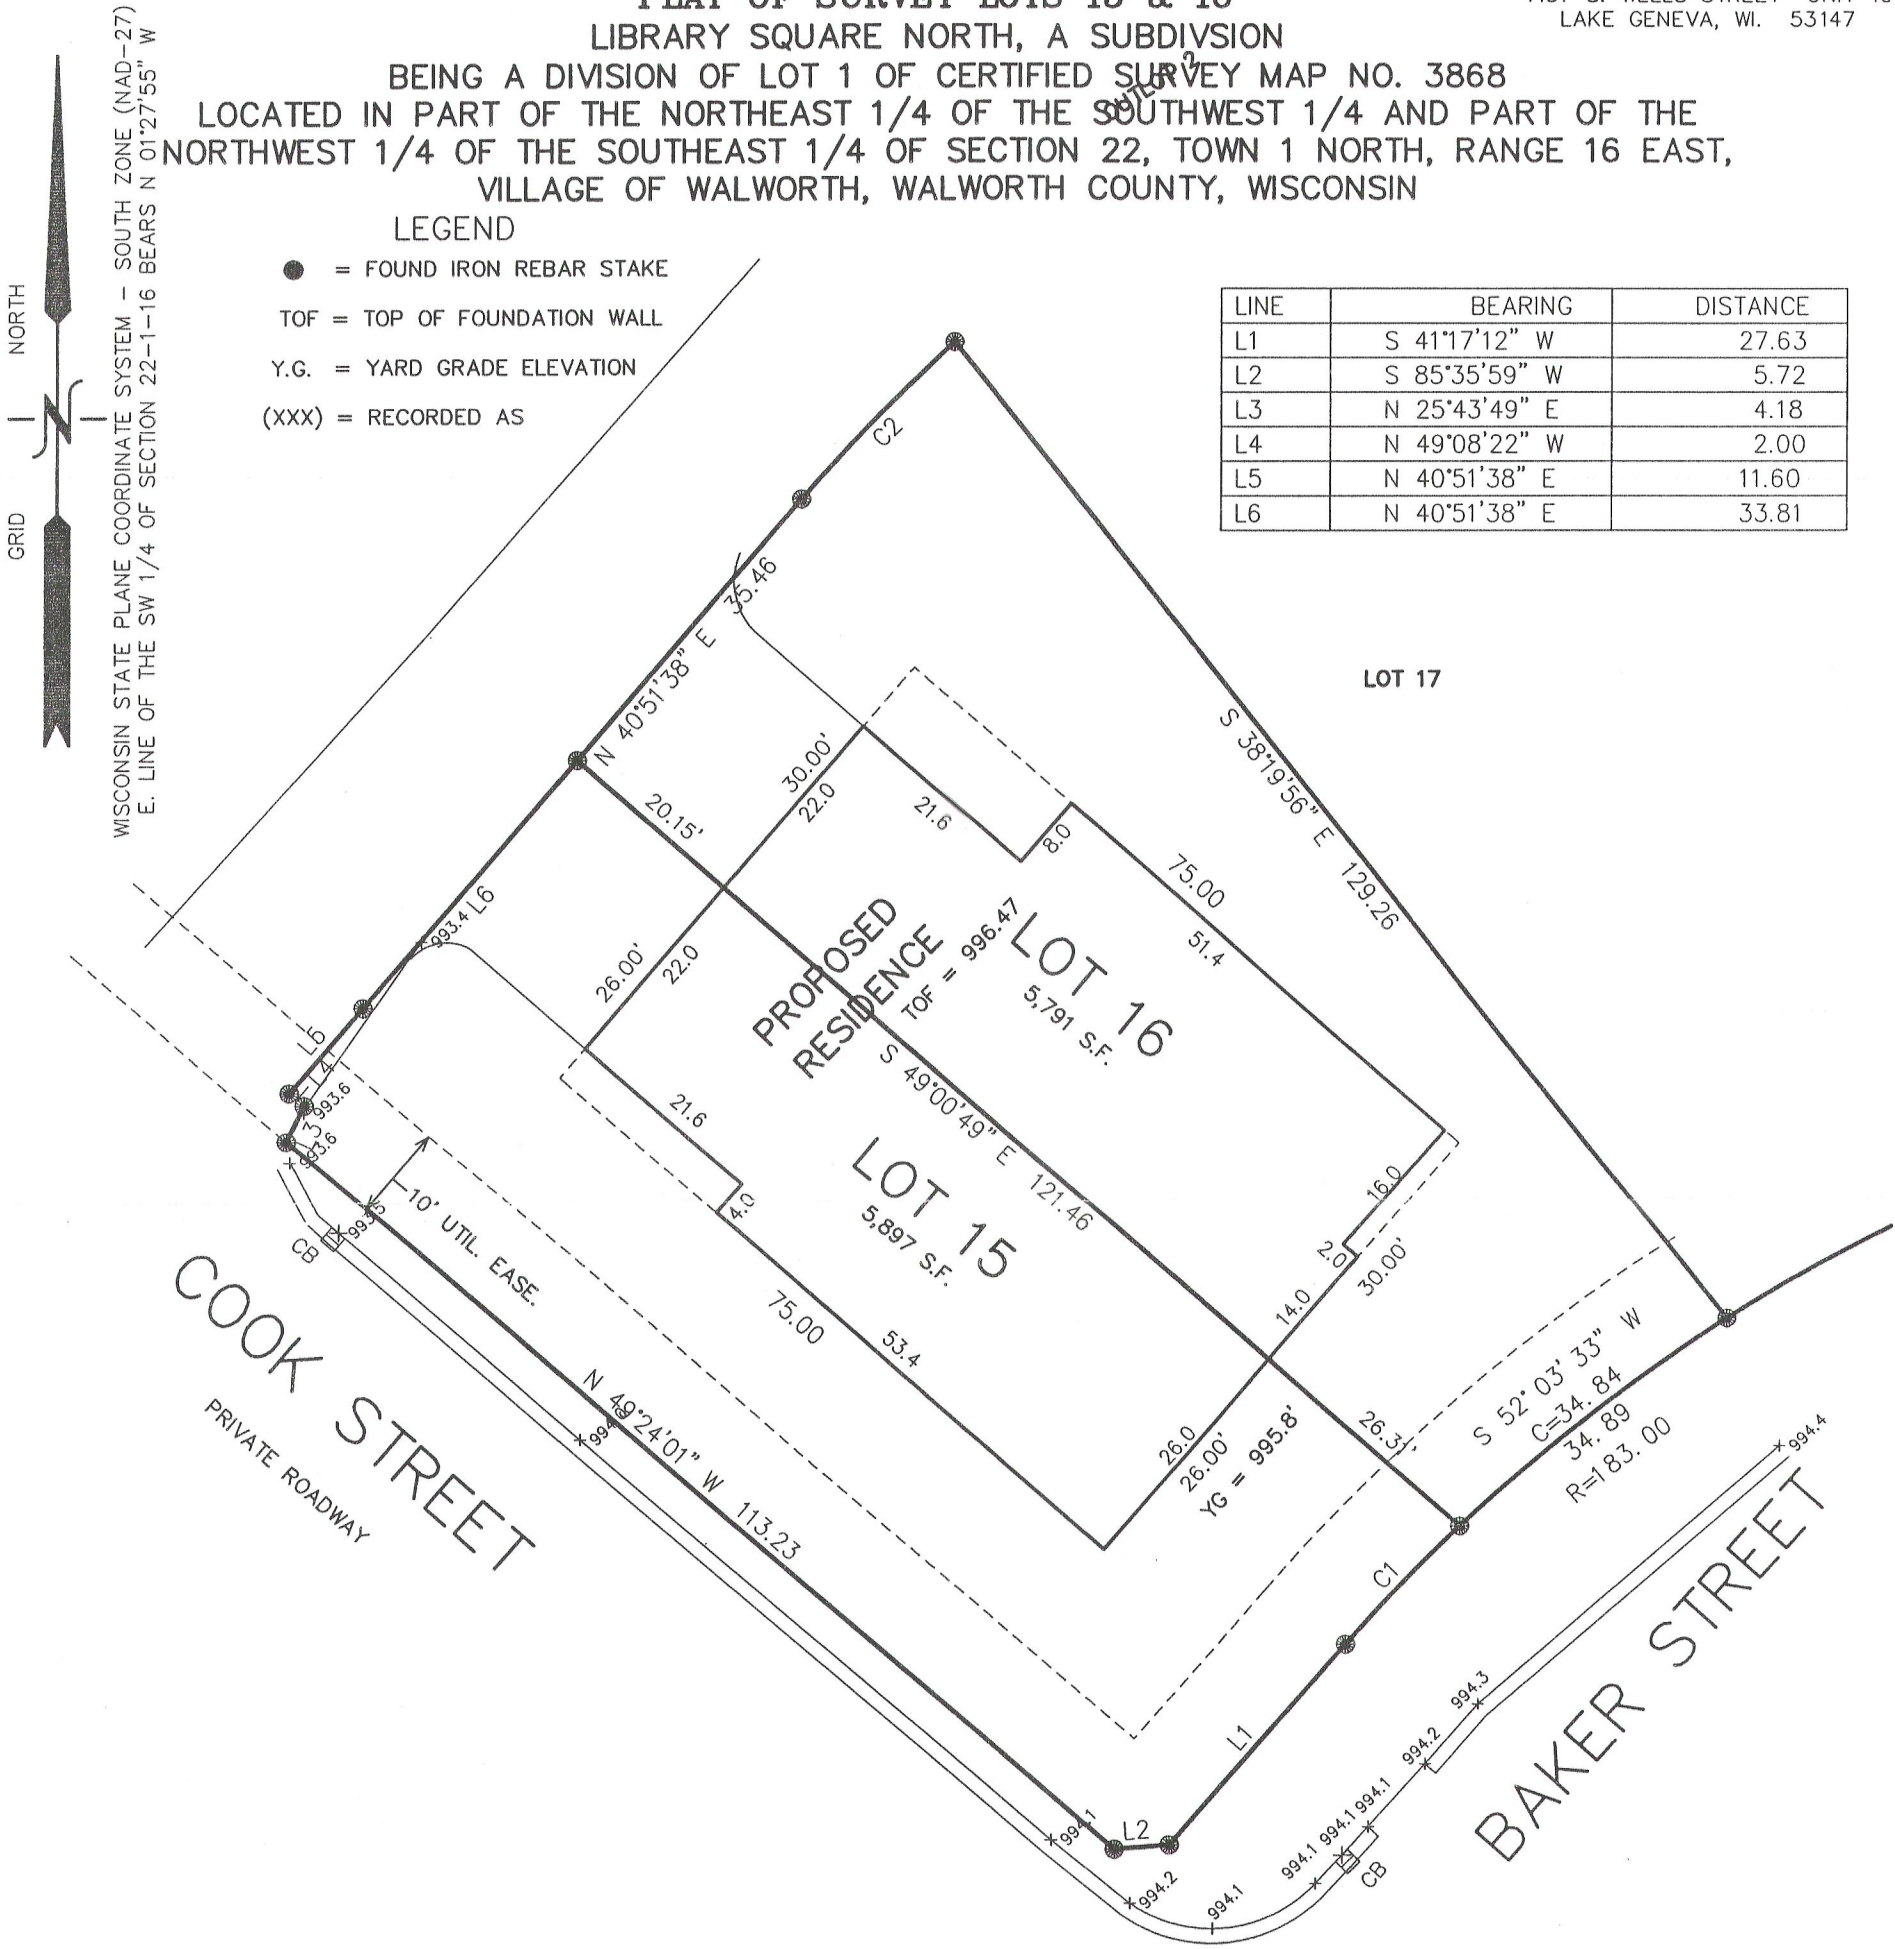 LAKE GENEVA, WI. 53147
LIBRARY SQUARE NORTH, A SUBDIVSION
BEING A DIVISION OF LOT 1 OF CERTIFIED SURVEY MAP NO. 3868
LOCATED IN PART OF THE NORTHEAST 1/4 OF THE SOUTHWEST 1/4 AND PART OF THE
NORTHWEST 1/4 OF THE SOUTHEAST 1/4 OF SECTION 22, TOWN 1 NORTH, RANGE 16 EAST,
VILLAGE OF WALWORTH, WALWORTH COUNTY, WISCONSIN
GRID NORTH
N
WISCONSIN STATE PLANE COORDINATE SYSTEM - SOUTH ZONE (NAD-27)
E. LINE OF THE SW 1/4 OF SECTION 22-1-16 BEARS N 01°27'55" W
LEGEND
= FOUND IRON REBAR STAKE
TOF = TOP OF FOUNDATION WALL
Y.G. = YARD GRADE ELEVATION
(XXX) = RECORDED AS
LINE BEARING DISTANCE
L1 S 41°17'12" W 27.63
L2 S 85°35'59" W 5.72
L3 N 25°43'49" E 4.18
L4 N 49°08'22" W 2.00
L5 N 40°51'38" E 11.60
L6 N 40°51'38" E 33.81
C2
N 40°51'38" E 35.46
LOT 17
S 38°19'56" E 129.26
20.15'
30.00'
22.0
21.6
8.0
75.00
51.4
993.4
L6
26.00'
22.0
PROPOSED
RESIDENCE
TOF = 996.47
LOT 16
5,791 S.F.
S 49°00'49" E 121.46
L5
L4
993.6
993.6
21.6
4.0
LOT 15
5,897 S.F.
16.0
2.0
30.00'
14.0
10' UTIL. EASE.
993.5
CB
75.00
53.4
COOK STREET
PRIVATE ROADWAY
N 49°24'01" W 113.23
26.0
26.00'
YG = 995.8'
26.31'
S 52° 03' 33" W
C=34. 84
34. 89
R=183. 00
994.4
C1
L1
L2
BAKER STREET
994.3
994.2
994.1
994.1
994.1
CB
994.1
994.2
994.1